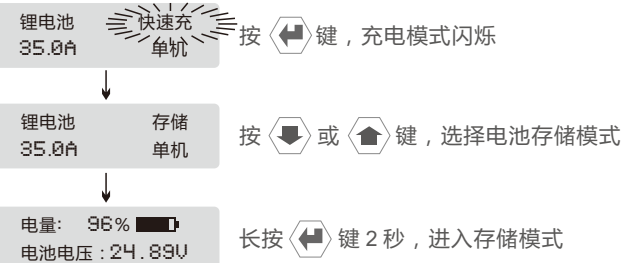 锂电池 快速充
35.0A 单机
按键，充电模式闪烁
锂电池 存储
35.0A 单机
按或键，选择电池存储模式
电量: 96%
电池电压:24.89V
长按键2秒，进入存储模式